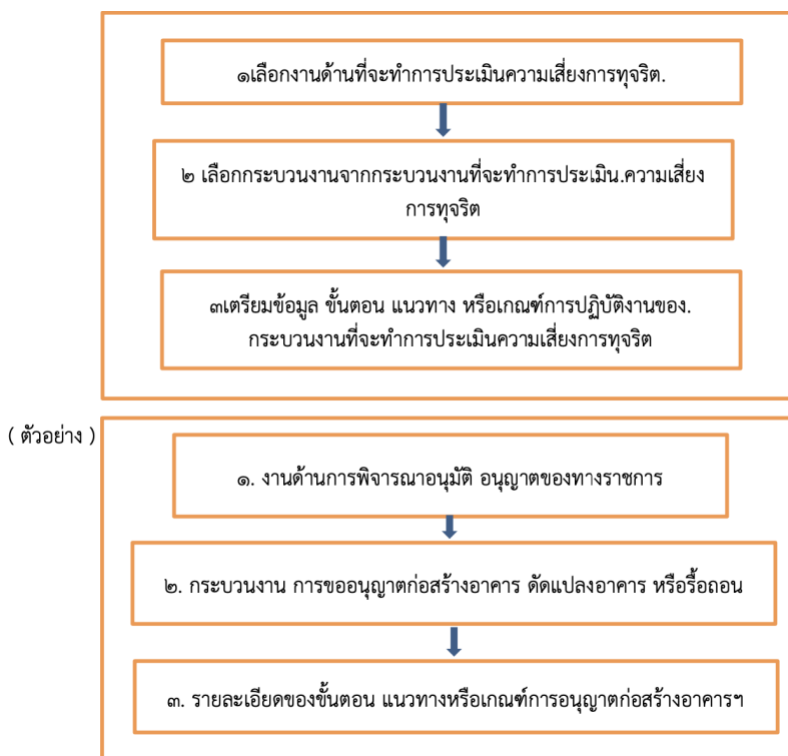 ๑เลือกงานด้านที่จะทำการประเมินความเสี่ยงการทุจริต.
๒ เลือกกระบวนงานจากกระบวนงานที่จะทำการประเมิน.ความเสี่ยง
การทุจริต
๓เตรียมข้อมูล ขั้นตอน แนวทาง หรือเกณฑ์การปฏิบัติงานของ.
กระบวนงานที่จะทำการประเมินความเสี่ยงการทุจริต
( ตัวอย่าง )
๑. งานด้านการพิจารณาอนุมัติ อนุญาตของทางราชการ
๒. กระบวนงาน การขออนุญาตก่อสร้างอาคาร ดัดแปลงอาคาร หรือรื้อถอน
๓. รายละเอียดของขั้นตอน แนวทางหรือเกณฑ์การอนุญาตก่อสร้างอาคารฯ